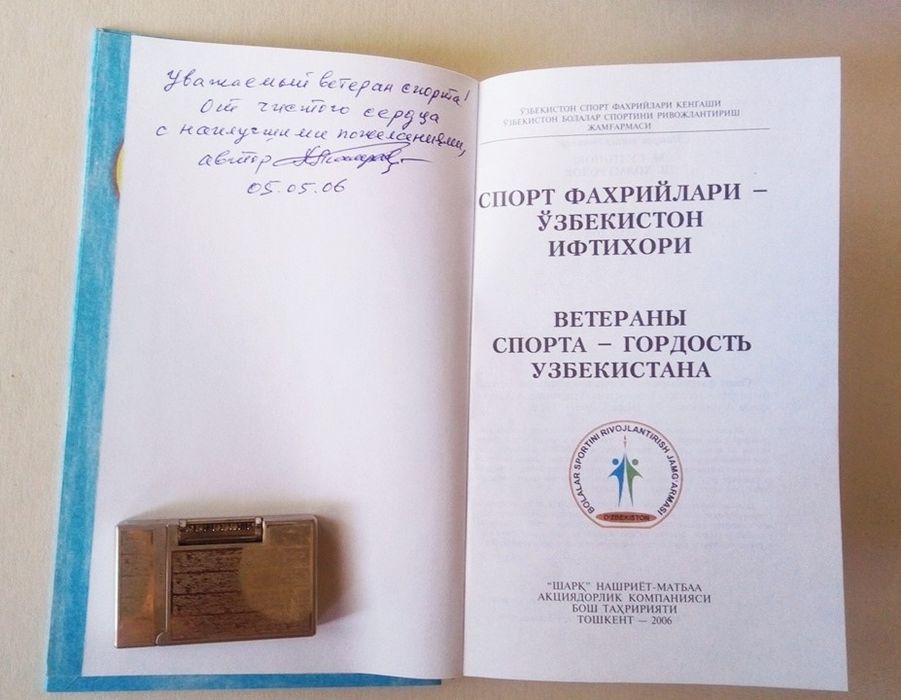 Уважаемый ветеран спорта!
От чистого сердца
с наилучшими пожеланиями,
автор
05.05.06
ЎЗБЕКИСТОН СПОРТ ФАХРИЙЛАРИ КЕНГАШИ
ЎЗБЕКИСТОН БОЛАЛАР СПОРТИНИ РИВОЖЛАНТИРИШ
ЖАМҒАРМАСИ
СПОРТ ФАХРИЙЛАРИ –
ЎЗБЕКИСТОН
ИФТИХОРИ
ВЕТЕРАНЫ
СПОРТА – ГОРДОСТЬ
УЗБЕКИСТАНА
BOLALAR SPORTINI RIVOJLANTIRISH JAMG'ARMASI
O'ZBEKISTON
"ШАРҚ" НАШРИЁТ-МАТБАА
АКЦИЯДОРЛИК КОМПАНИЯСИ
БОШ ТАҲРИРИЯТИ
ТОШКЕНТ — 2006